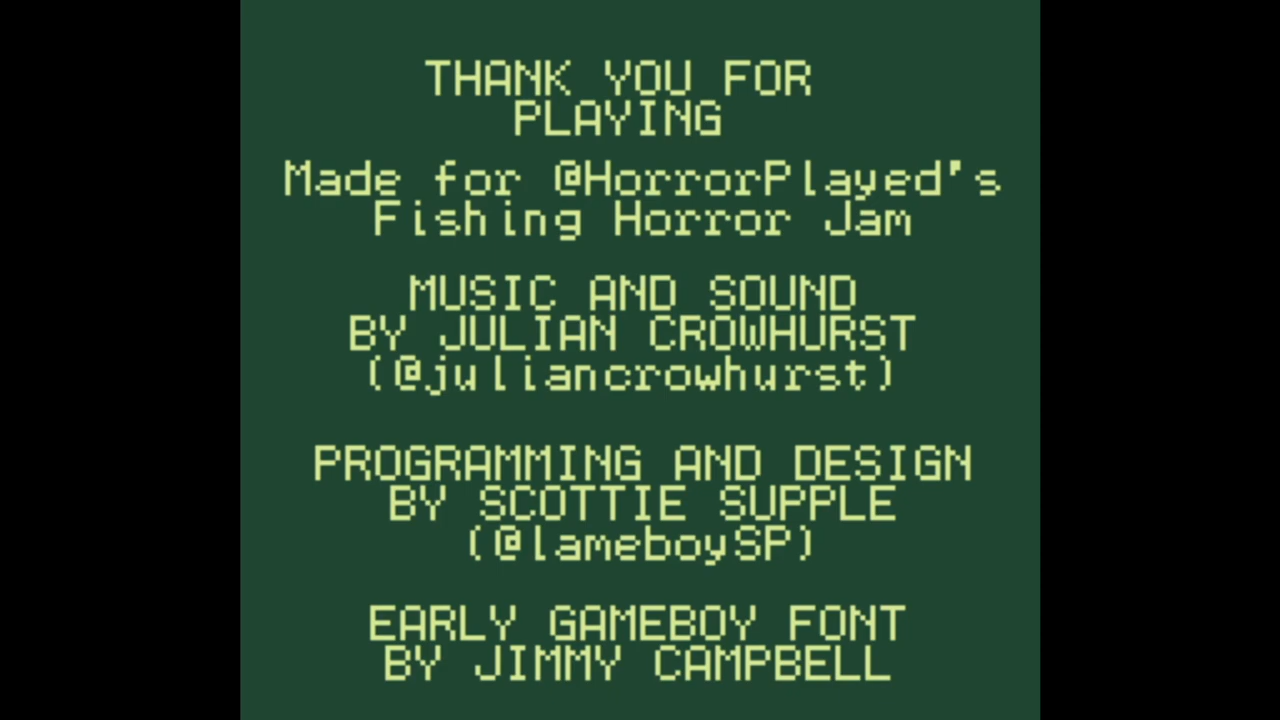 THANK YOU FOR
PLAYING
Made for @HorrorPlayed's
Fishing Horror Jam
MUSIC AND SOUND
BY JULIAN CROWHURST
(@juliancrowhurst)
PROGRAMMING AND DESIGN
BY SCOTTIE SUPPLE
(@lameboySP)
EARLY GAMEBOY FONT
BY JIMMY CAMPBELL